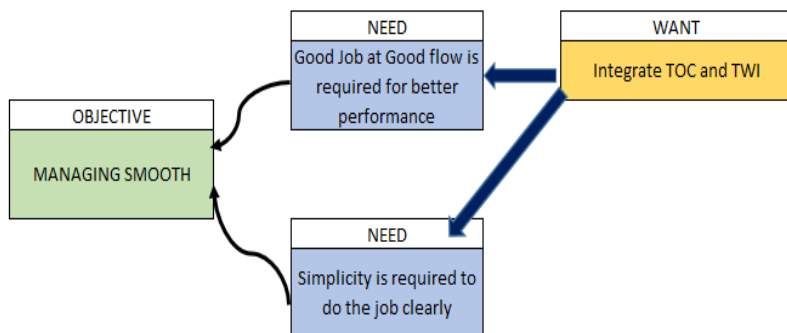 OBJECTIVE
MANAGING SMOOTH
NEED
Good Job at Good flow is
required for better
performance
NEED
Simplicity is required to
do the job clearly
WANT
Integrate TOC and TWI